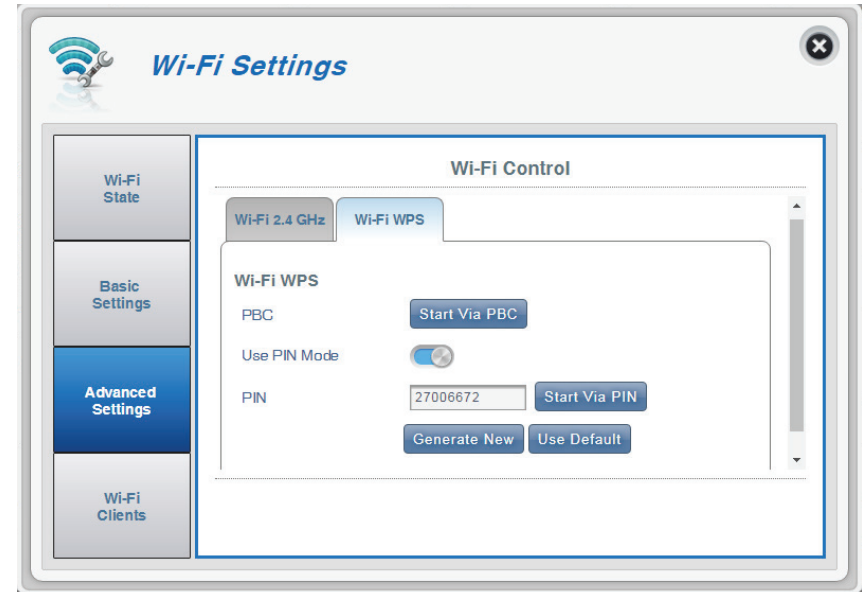 Wi-Fi Settings
Wi-Fi
State
Basic
Settings
Advanced
Settings
Wi-Fi
Clients
Wi-Fi Control
Wi-Fi 2.4 GHz
Wi-Fi WPS
Wi-Fi WPS
PBC
Start Via PBC
Use PIN Mode
PIN
27006672
Start Via PIN
Generate New
Use Default